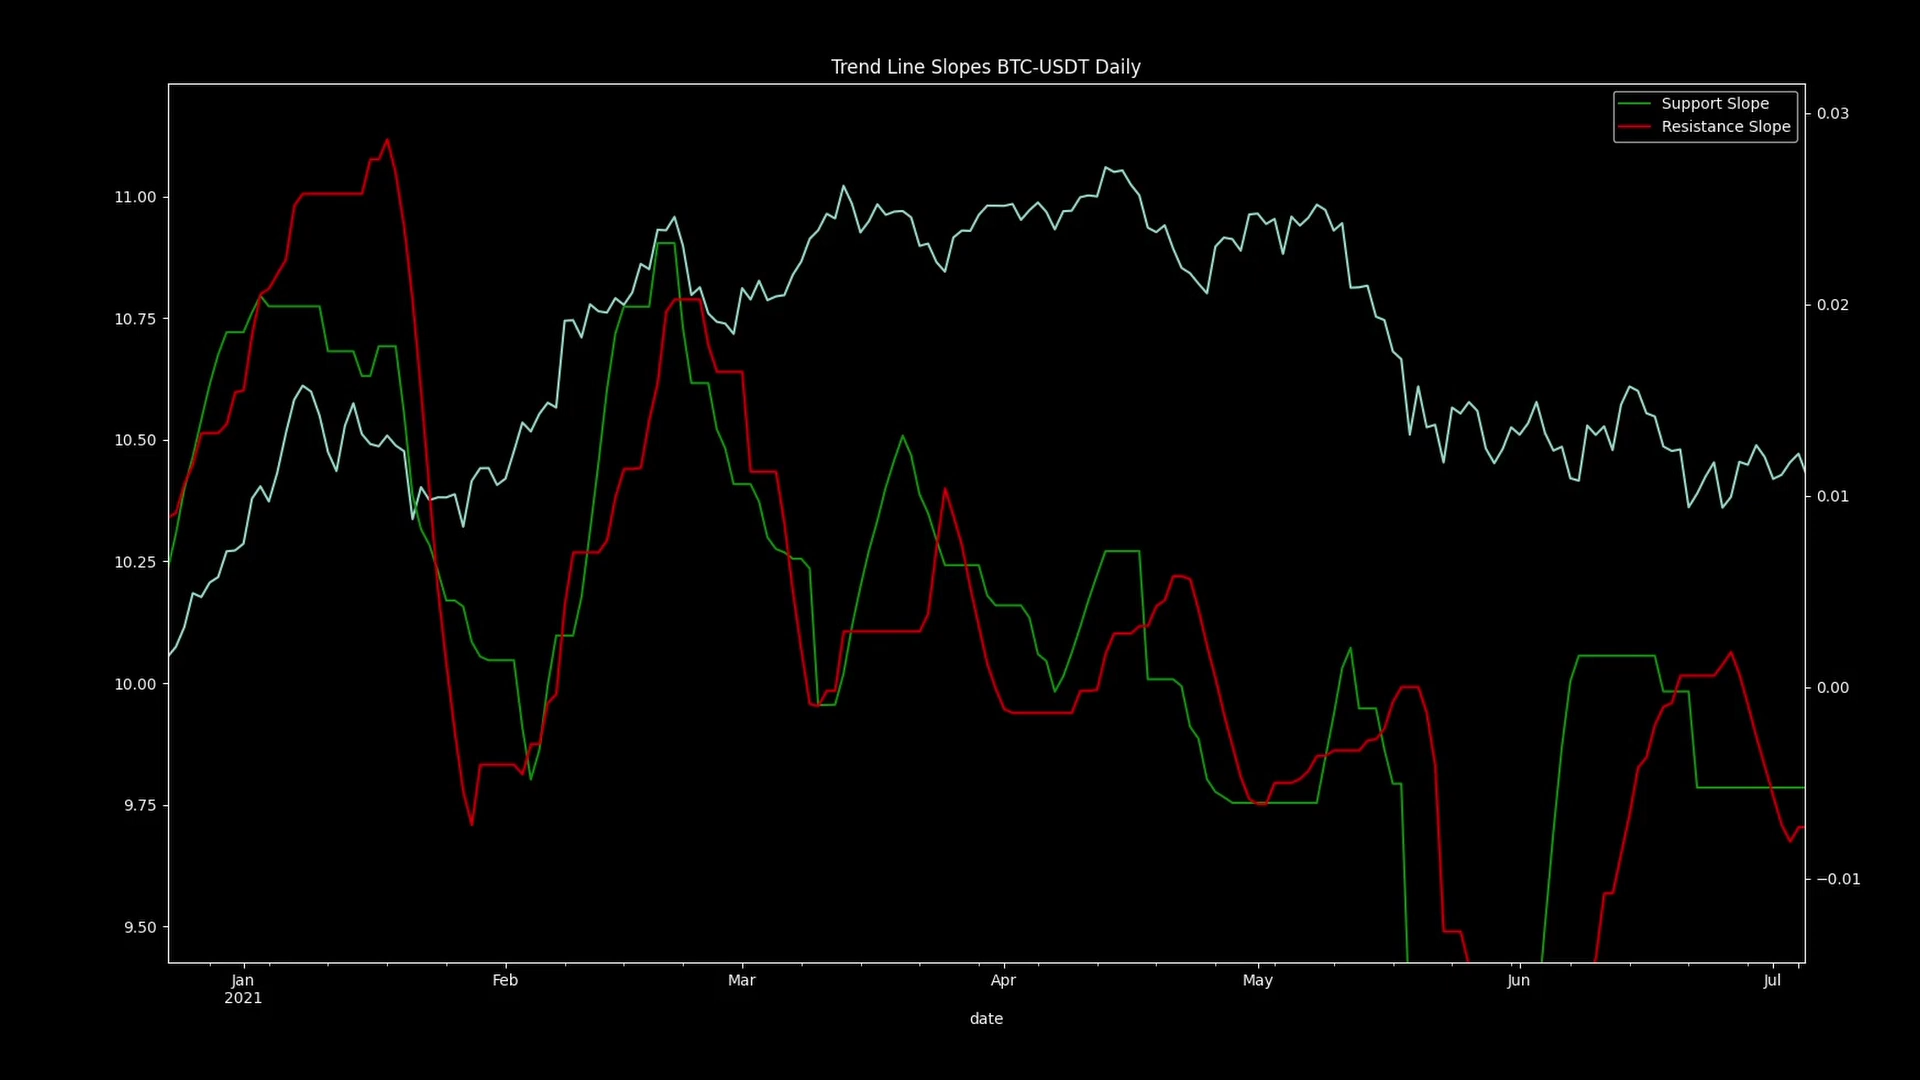 Trend Line Slopes BTC-USDT Daily
Support Slope
Resistance Slope
11.00
10.75
10.50
10.25
10.00
9.75
9.50
0.03
0.02
0.01
0.00
−0.01
Jan Feb Mar Apr May Jun Jul
2021
date